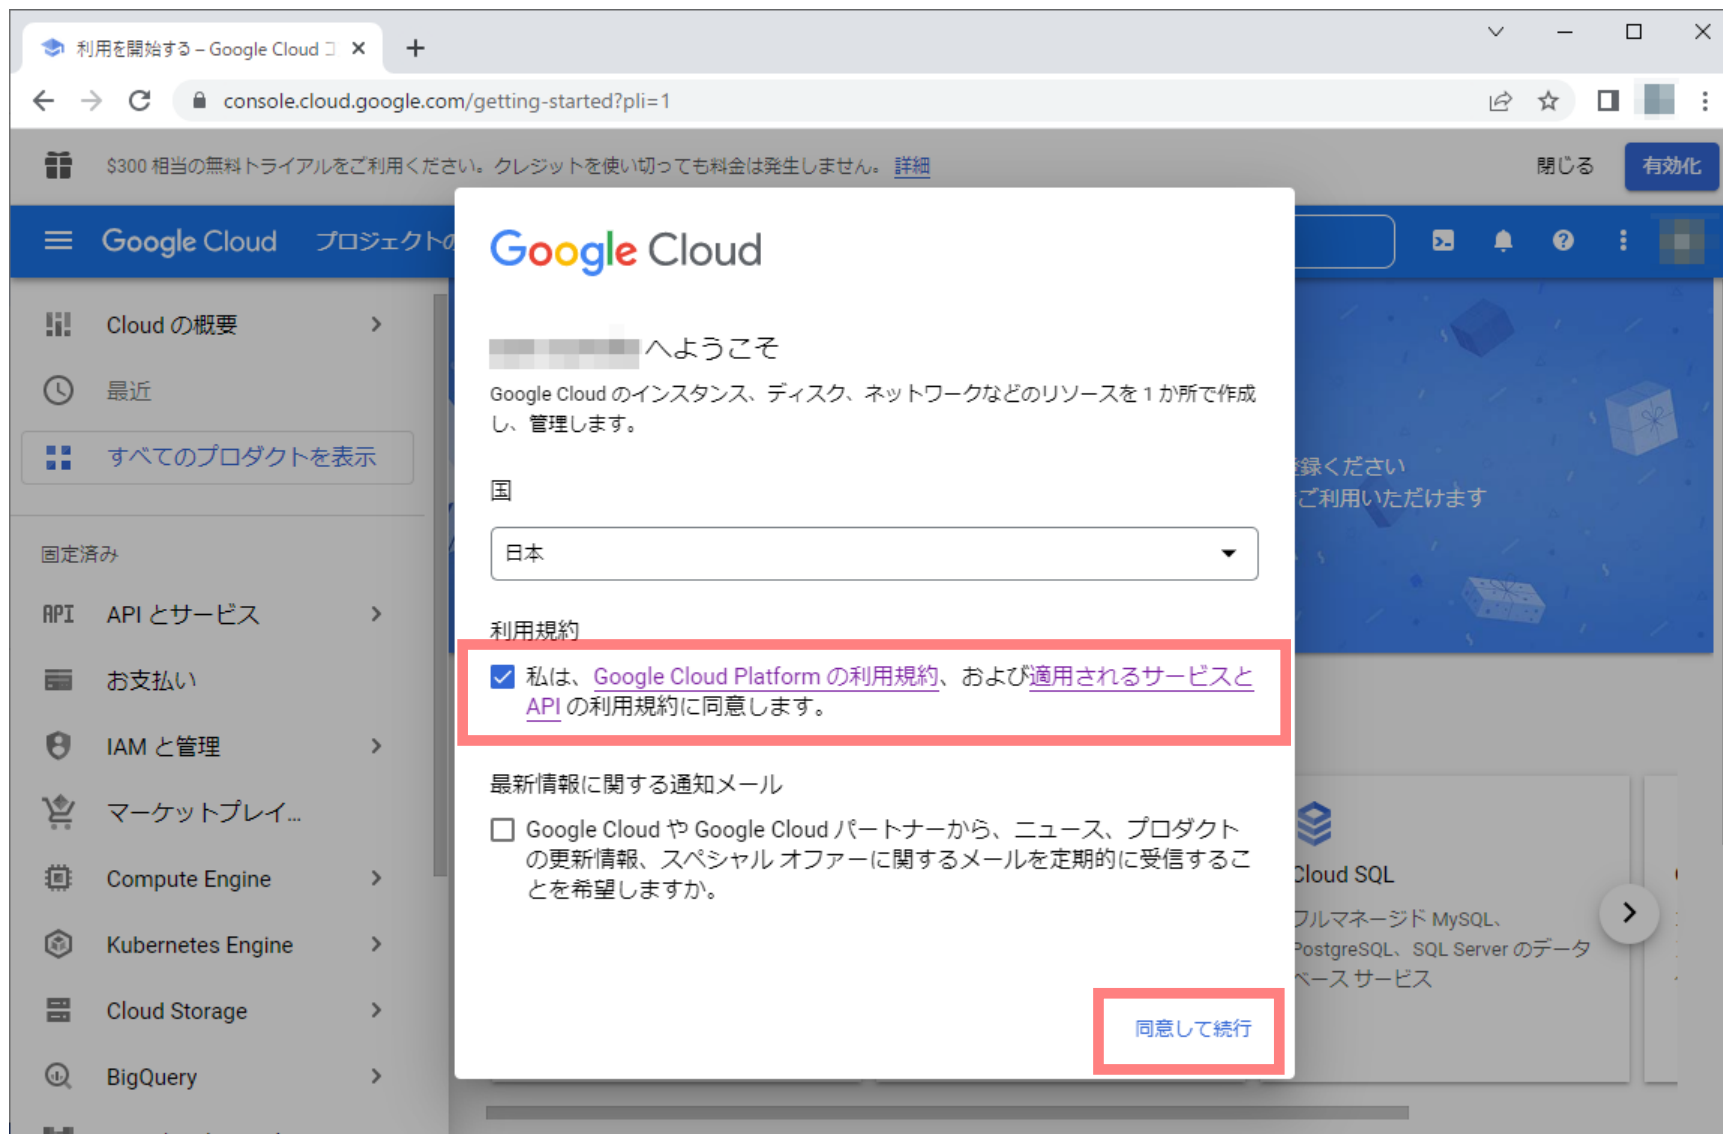 利用を開始する – Google Cloud コ
console.cloud.google.com/getting-started?pli=1
$300 相当の無料トライアルをご利用ください。クレジットを使い切っても料金は発生しません。 詳細
閉じる
有効化
Google Cloud
プロジェクトの
Cloud の概要
最近
すべてのプロダクトを表示
固定済み
API API とサービス
お支払い
IAM と管理
マーケットプレイ...
Compute Engine
Kubernetes Engine
Cloud Storage
BigQuery
Google Cloud
へようこそ
Google Cloud のインスタンス、ディスク、ネットワークなどのリソースを 1 か所で作成
し、管理します。
国
日本
利用規約
私は、Google Cloud Platform の利用規約、および適用されるサービスと
API の利用規約に同意します。
最新情報に関する通知メール
Google Cloud や Google Cloud パートナーから、ニュース、プロダクト
の更新情報、スペシャル オファーに関するメールを定期的に受信するこ
とを希望しますか。
同意して続行
登録ください
ご利用いただけます
Cloud SQL
フルマネージド MySQL、
PostgreSQL、SQL Server のデータ
ベース サービス